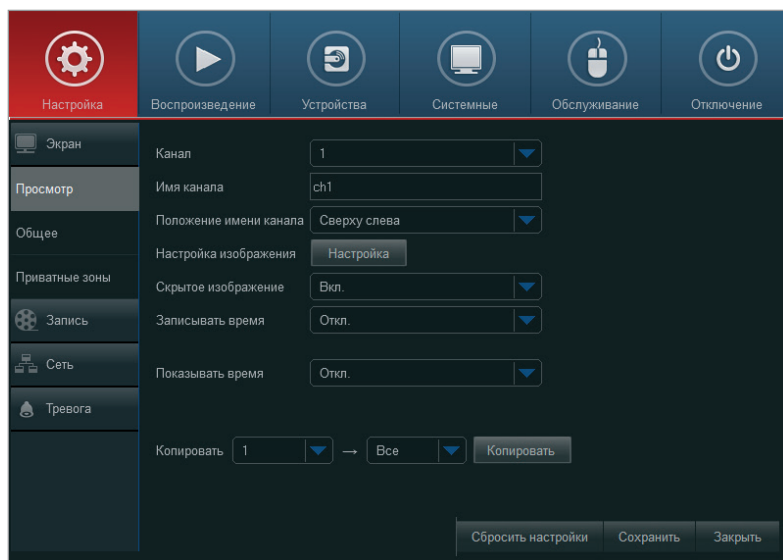 Настройка Воспроизведение Устройства Системные Обслуживание Отключение
Экран
Просмотр
Общее
Приватные зоны
Запись
Сеть
Тревога
Канал 1
Имя канала ch1
Положение имени канала Сверху слева
Настройка изображения Настройка
Скрытое изображение Вкл.
Записывать время Откл.
Показывать время Откл.
Копировать 1 → Все Копировать
Сбросить настройки Сохранить Закрыть